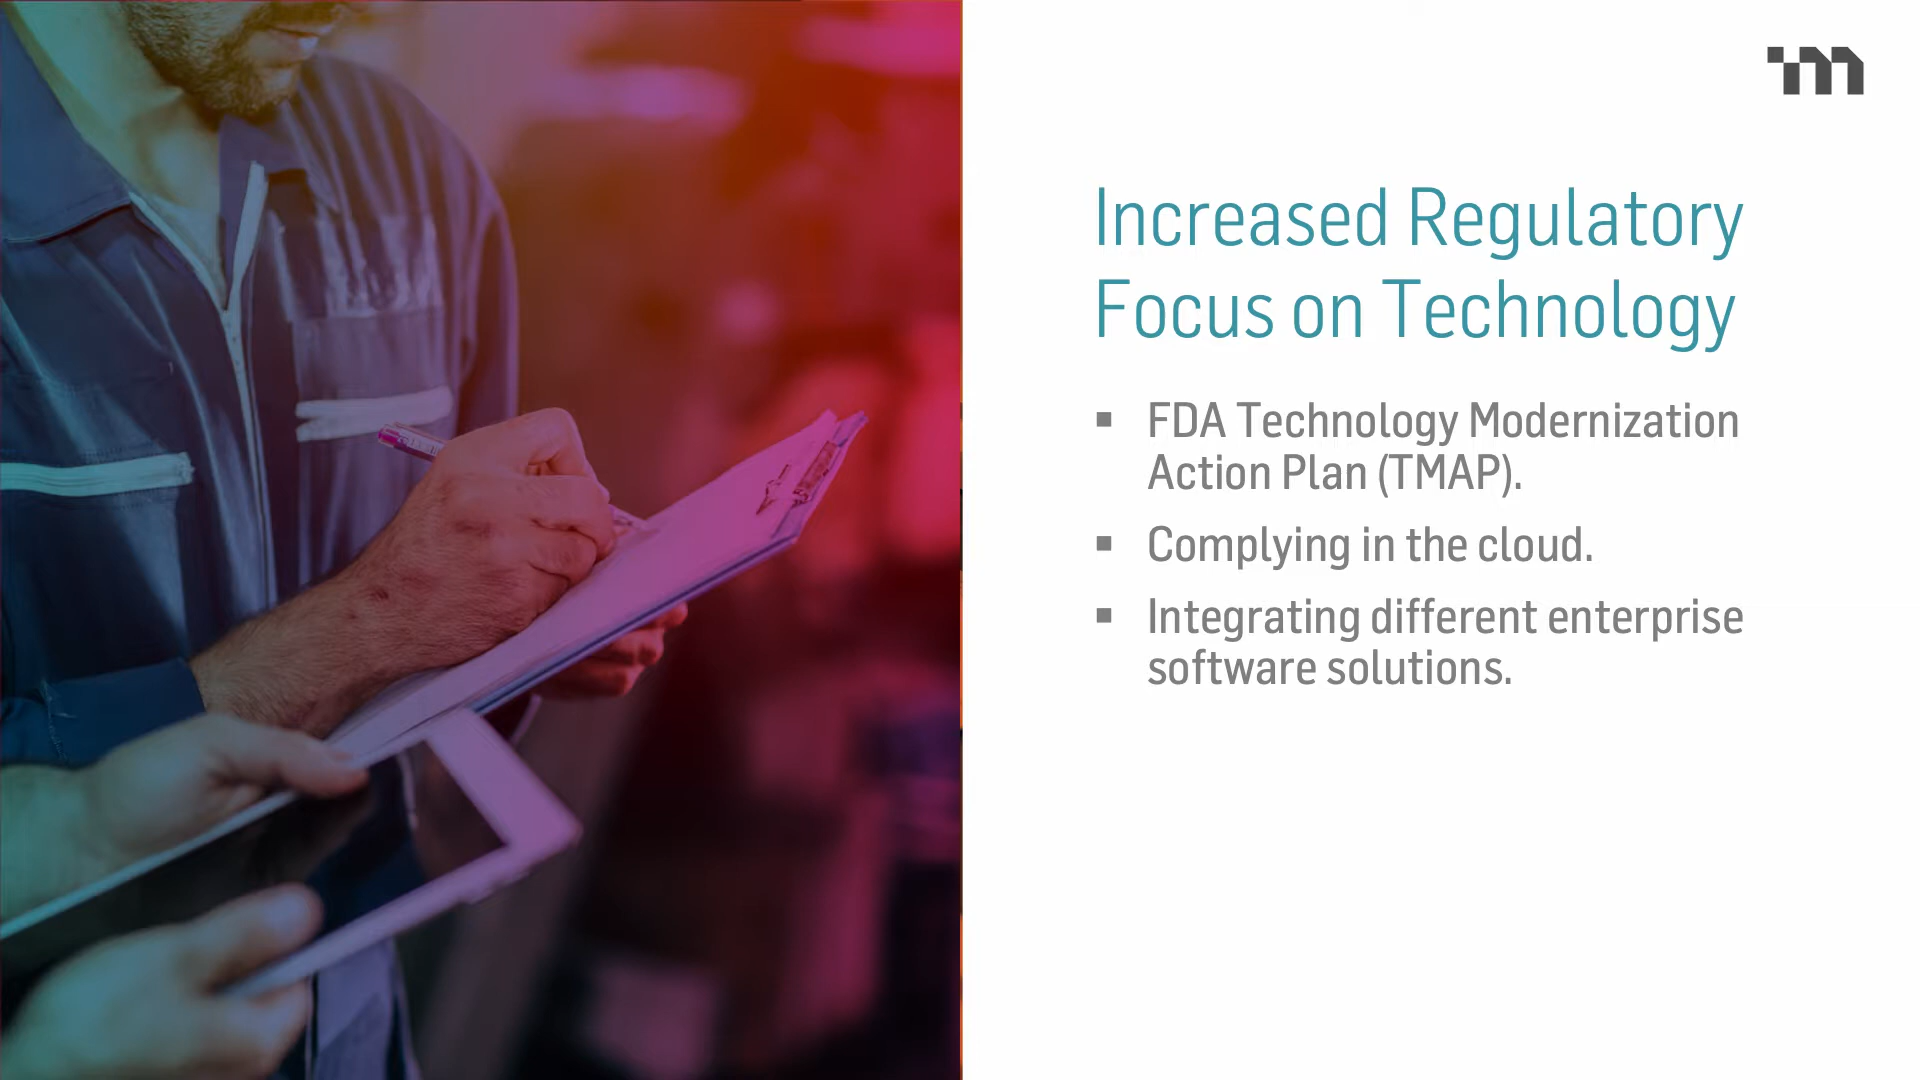 Increased Regulatory
Focus on Technology
▪ FDA Technology Modernization
Action Plan (TMAP).
▪ Complying in the cloud.
▪ Integrating different enterprise
software solutions.